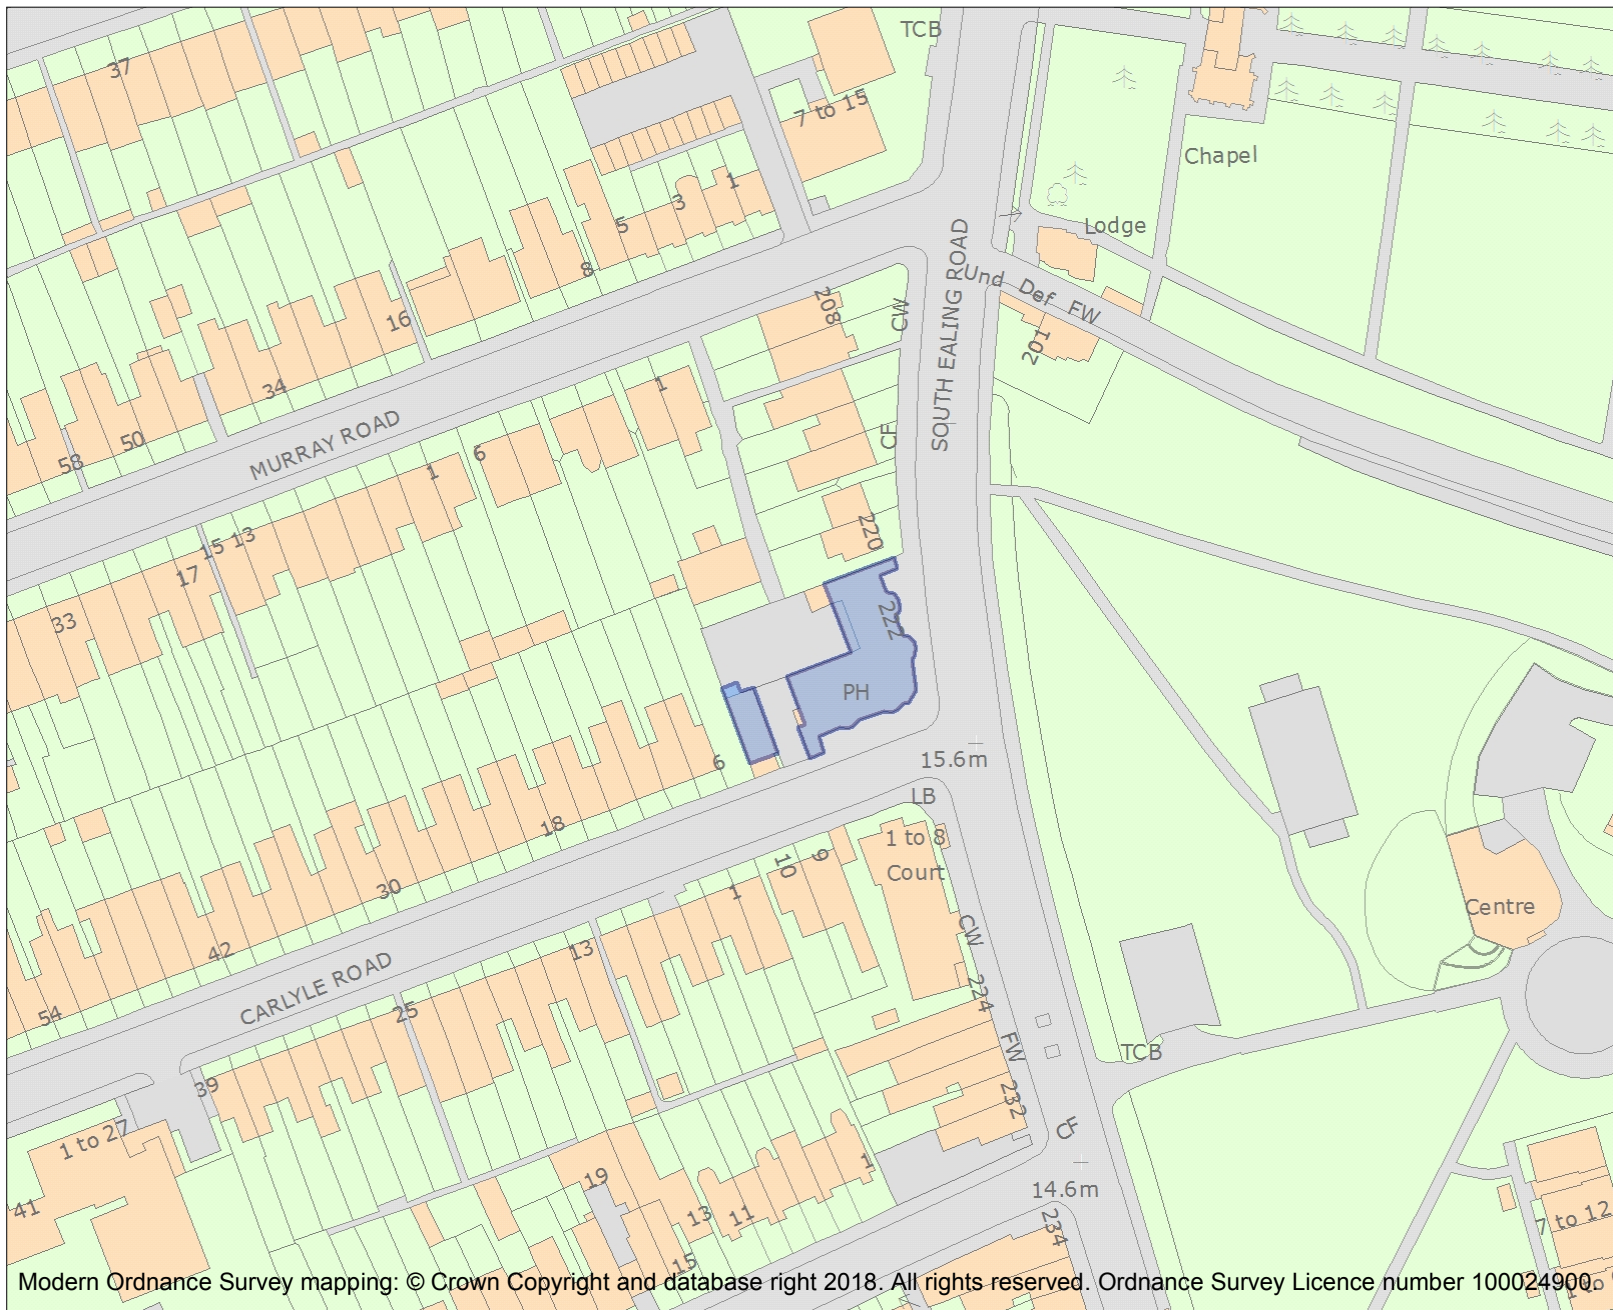 TCB
37
7 to 15
Chapel
1
3
5
8
Lodge
16
Und Def FW
208
CW
SOUTH EALING ROAD
201
34
1
50
58
MURRAY ROAD
CF
6
1
220
15 13
17
33
222
PH
6
15.6m
LB
1 to 8
Court
18
10
9
30
1
Centre
42
13
CW
CARLYLE ROAD
224
54
25
FW
TCB
39
232
CF
1 to 27
1
19
14.6m
41
13
11
234
7 to 12
15
Modern Ordnance Survey mapping: © Crown Copyright and database right 2018. All rights reserved. Ordnance Survey Licence number 100024900.